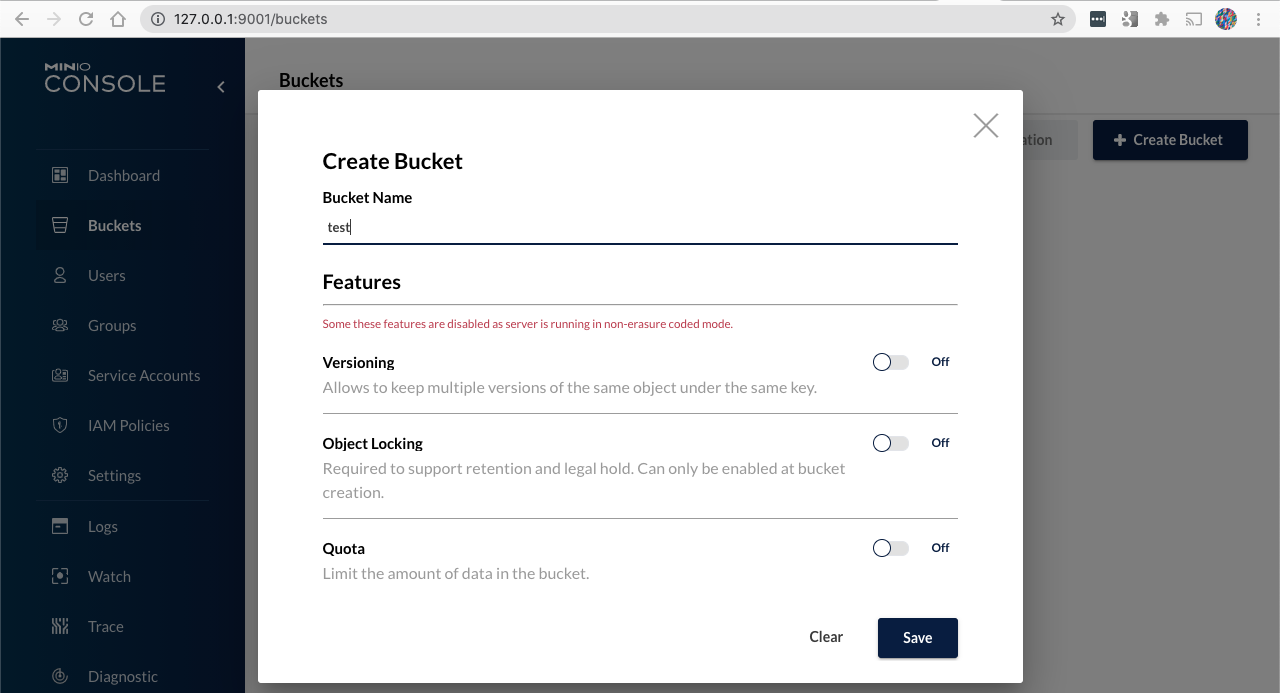 127.0.0.1:9001/buckets
MINIO
CONSOLE
Dashboard
Buckets
Users
Groups
Service Accounts
IAM Policies
Settings
Logs
Watch
Trace
Diagnostic
Buckets
ation
Create Bucket
Create Bucket
Bucket Name
test
Features
Some these features are disabled as server is running in non-erasure coded mode.
Versioning
Off
Allows to keep multiple versions of the same object under the same key.
Object Locking
Off
Required to support retention and legal hold. Can only be enabled at bucket
creation.
Quota
Off
Limit the amount of data in the bucket.
Clear
Save